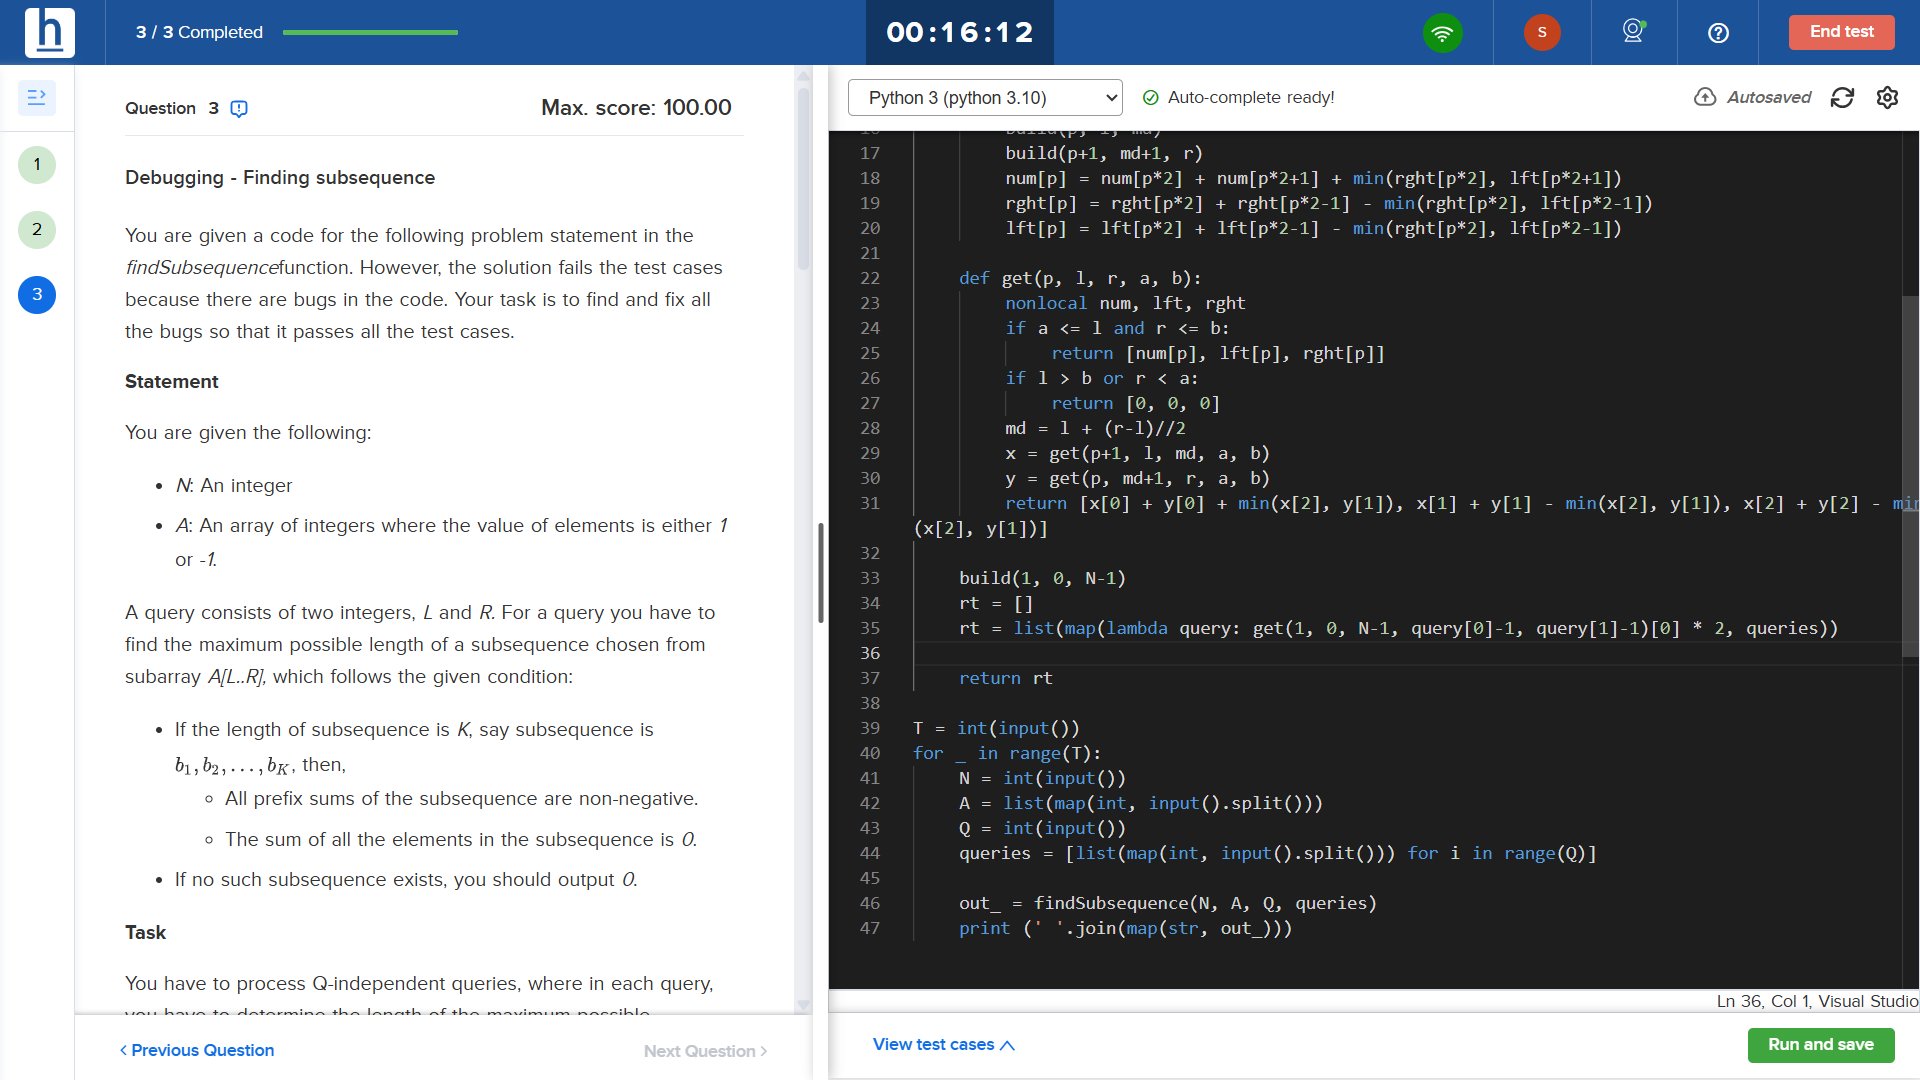 h
3 / 3 Completed
00:16:12
S
End test
1
2
3
Question 3
Max. score: 100.00
Debugging - Finding subsequence
You are given a code for the following problem statement in the
findSubsequencefunction. However, the solution fails the test cases
because there are bugs in the code. Your task is to find and fix all
the bugs so that it passes all the test cases.
Statement
You are given the following:
• N: An integer
• A: An array of integers where the value of elements is either 1
or -1.
A query consists of two integers, L and R. For a query you have to
find the maximum possible length of a subsequence chosen from
subarray A[L..R], which follows the given condition:
• If the length of subsequence is K, say subsequence is
b1, b2, . . . , bK, then,
◦ All prefix sums of the subsequence are non-negative.
◦ The sum of all the elements in the subsequence is 0.
• If no such subsequence exists, you should output 0.
Task
You have to process Q-independent queries, where in each query,
you have to determine the length of the maximum possible
< Previous Question
Next Question >
Python 3 (python 3.10)
Auto-complete ready!
Autosaved
16 build(p, l, md)
17 build(p+1, md+1, r)
18 num[p] = num[p*2] + num[p*2+1] + min(rght[p*2], lft[p*2+1])
19 rght[p] = rght[p*2] + rght[p*2-1] - min(rght[p*2], lft[p*2-1])
20 lft[p] = lft[p*2] + lft[p*2-1] - min(rght[p*2], lft[p*2-1])
21
22 def get(p, l, r, a, b):
23 nonlocal num, lft, rght
24 if a <= l and r <= b:
25 return [num[p], lft[p], rght[p]]
26 if l > b or r < a:
27 return [0, 0, 0]
28 md = l + (r-l)//2
29 x = get(p+1, l, md, a, b)
30 y = get(p, md+1, r, a, b)
31 return [x[0] + y[0] + min(x[2], y[1]), x[1] + y[1] - min(x[2], y[1]), x[2] + y[2] - min
(x[2], y[1])]
32
33 build(1, 0, N-1)
34 rt = []
35 rt = list(map(lambda query: get(1, 0, N-1, query[0]-1, query[1]-1)[0] * 2, queries))
36
37 return rt
38
39 T = int(input())
40 for _ in range(T):
41 N = int(input())
42 A = list(map(int, input().split()))
43 Q = int(input())
44 queries = [list(map(int, input().split())) for i in range(Q)]
45
46 out_ = findSubsequence(N, A, Q, queries)
47 print (' '.join(map(str, out_)))
Ln 36, Col 1, Visual Studio
View test cases
Run and save